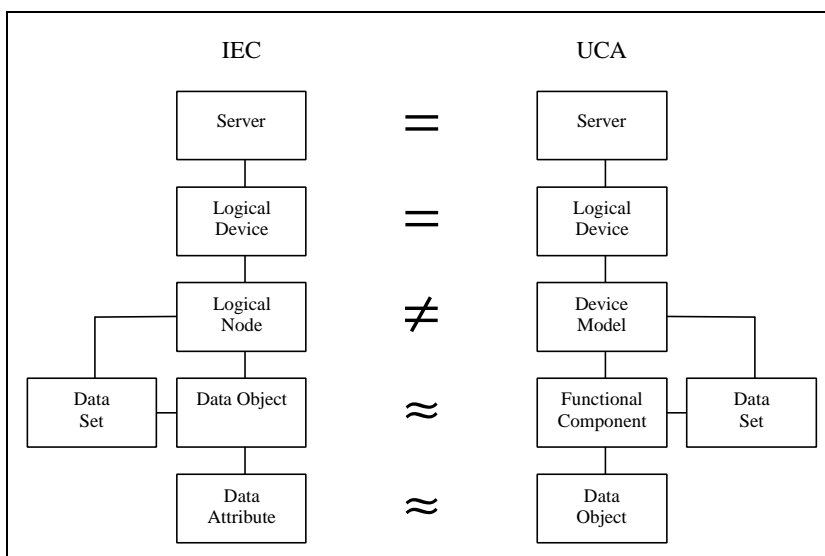 IEC UCA
Server = Server
Logical
Device
=
Logical
Device
Logical
Node
≠
Device
Model
Data
Set
Data Object
≈
Functional
Component
Data
Set
Data
Attribute
≈
Data
Object